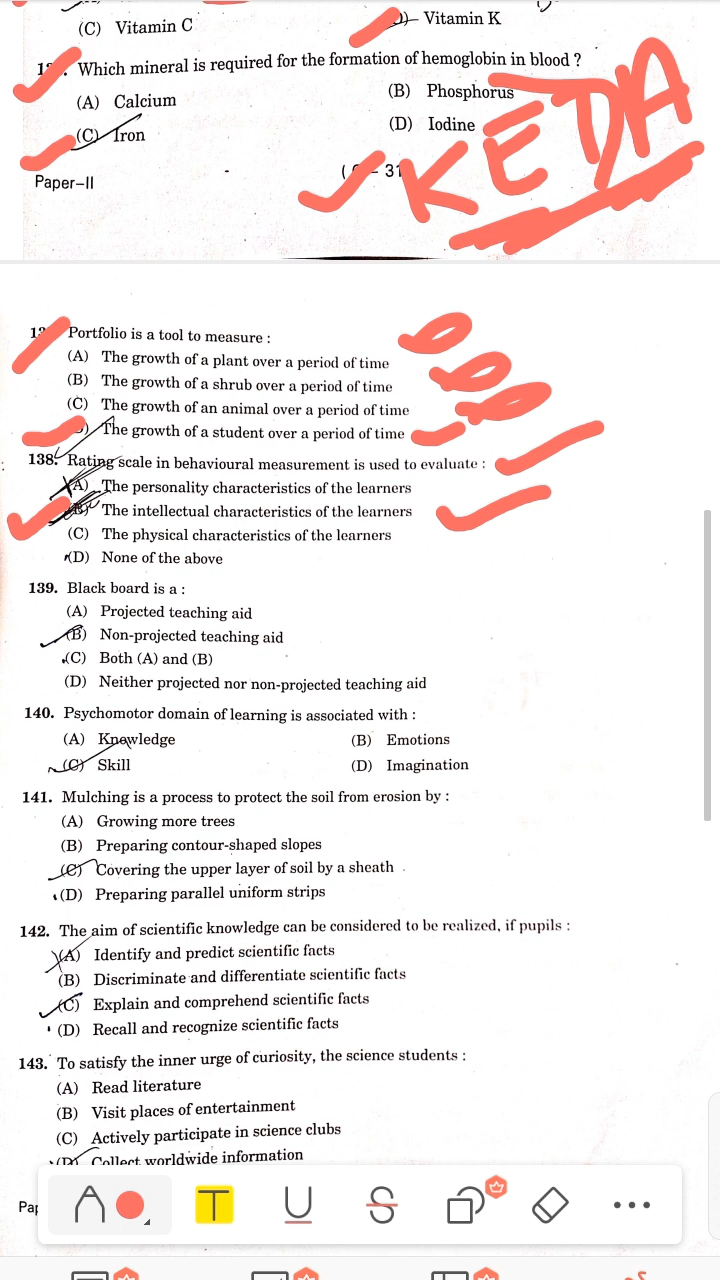 (C) Vitamin C
Vitamin K
Which mineral is required for the formation of hemoglobin in blood ?
(A) Calcium
(B) Phosphorus
(C) Iron
(D) Iodine
Paper–II
31
KEDA
Portfolio is a tool to measure :
(A) The growth of a plant over a period of time
(B) The growth of a shrub over a period of time
(C) The growth of an animal over a period of time
The growth of a student over a period of time
138. Rating scale in behavioural measurement is used to evaluate :
(A) The personality characteristics of the learners
(B) The intellectual characteristics of the learners
(C) The physical characteristics of the learners
(D) None of the above
139. Black board is a :
(A) Projected teaching aid
(B) Non-projected teaching aid
(C) Both (A) and (B)
(D) Neither projected nor non-projected teaching aid
140. Psychomotor domain of learning is associated with :
(A) Knowledge
(B) Emotions
(C) Skill
(D) Imagination
141. Mulching is a process to protect the soil from erosion by :
(A) Growing more trees
(B) Preparing contour-shaped slopes
(C) Covering the upper layer of soil by a sheath
(D) Preparing parallel uniform strips
142. The aim of scientific knowledge can be considered to be realized, if pupils :
(A) Identify and predict scientific facts
(B) Discriminate and differentiate scientific facts
(C) Explain and comprehend scientific facts
(D) Recall and recognize scientific facts
143. To satisfy the inner urge of curiosity, the science students :
(A) Read literature
(B) Visit places of entertainment
(C) Actively participate in science clubs
(D) Collect worldwide information
T
U
S